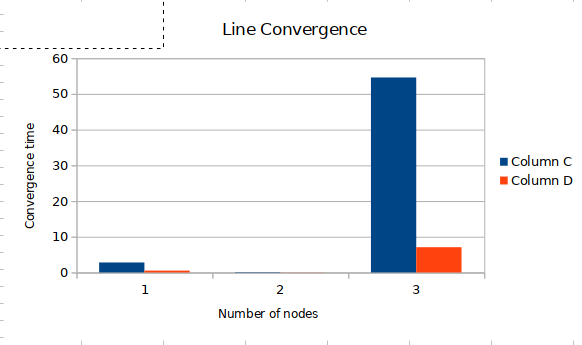 Line Convergence
60
50
40
30
20
10
0
Convergence time
1 2 3
Number of nodes
Column C
Column D